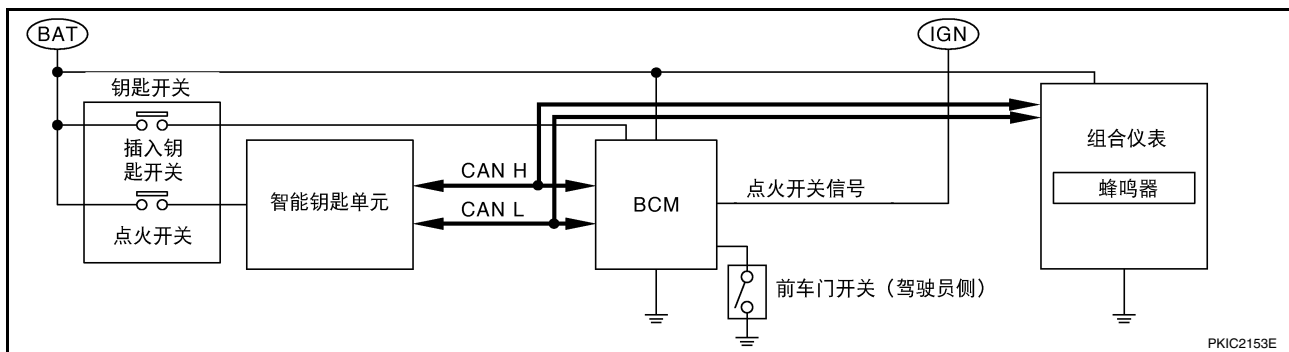 BAT
IGN
钥匙开关
插入钥
匙开关
点火开关
智能钥匙单元
CAN H
CAN L
BCM
点火开关信号
前车门开关（驾驶员侧）
组合仪表
蜂鸣器
PKIC2153E